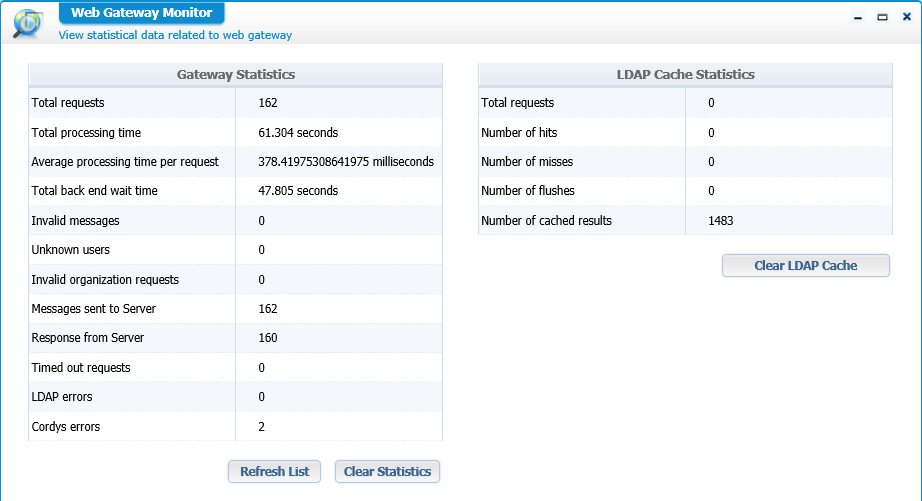 Web Gateway Monitor
View statistical data related to web gateway
Gateway Statistics
Total requests 162
Total processing time 61.304 seconds
Average processing time per request 378.41975308641975 milliseconds
Total back end wait time 47.805 seconds
Invalid messages 0
Unknown users 0
Invalid organization requests 0
Messages sent to Server 162
Response from Server 160
Timed out requests 0
LDAP errors 0
Cordys errors 2
Refresh List
Clear Statistics
LDAP Cache Statistics
Total requests 0
Number of hits 0
Number of misses 0
Number of flushes 0
Number of cached results 1483
Clear LDAP Cache